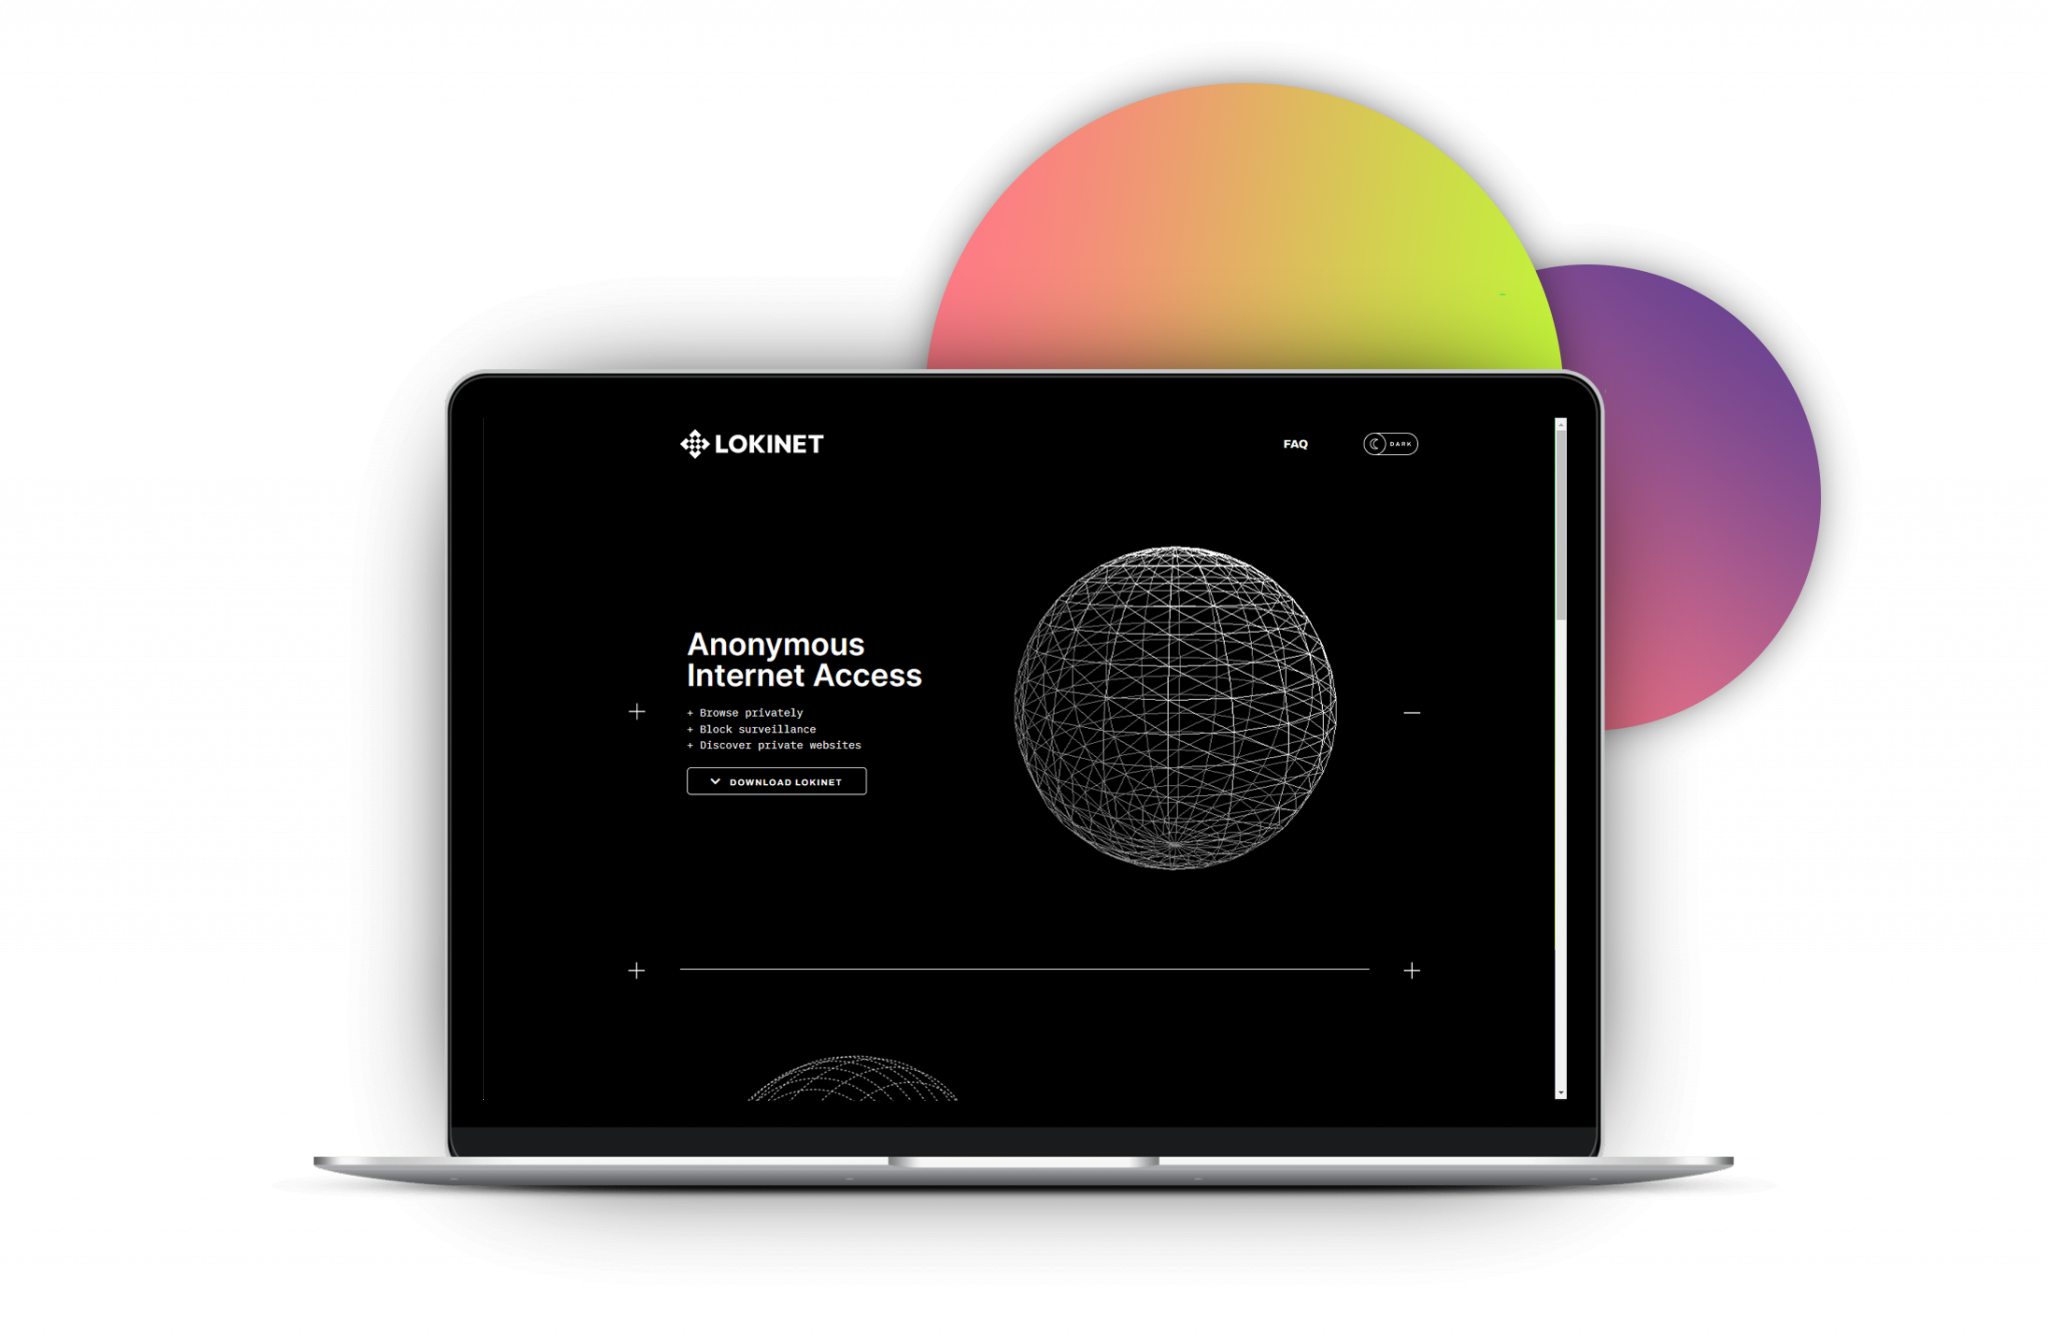 LOKINET
FAQ
DARK
Anonymous
Internet Access
+ Browse privately
+ Block surveillance
+ Discover private websites
DOWNLOAD LOKINET